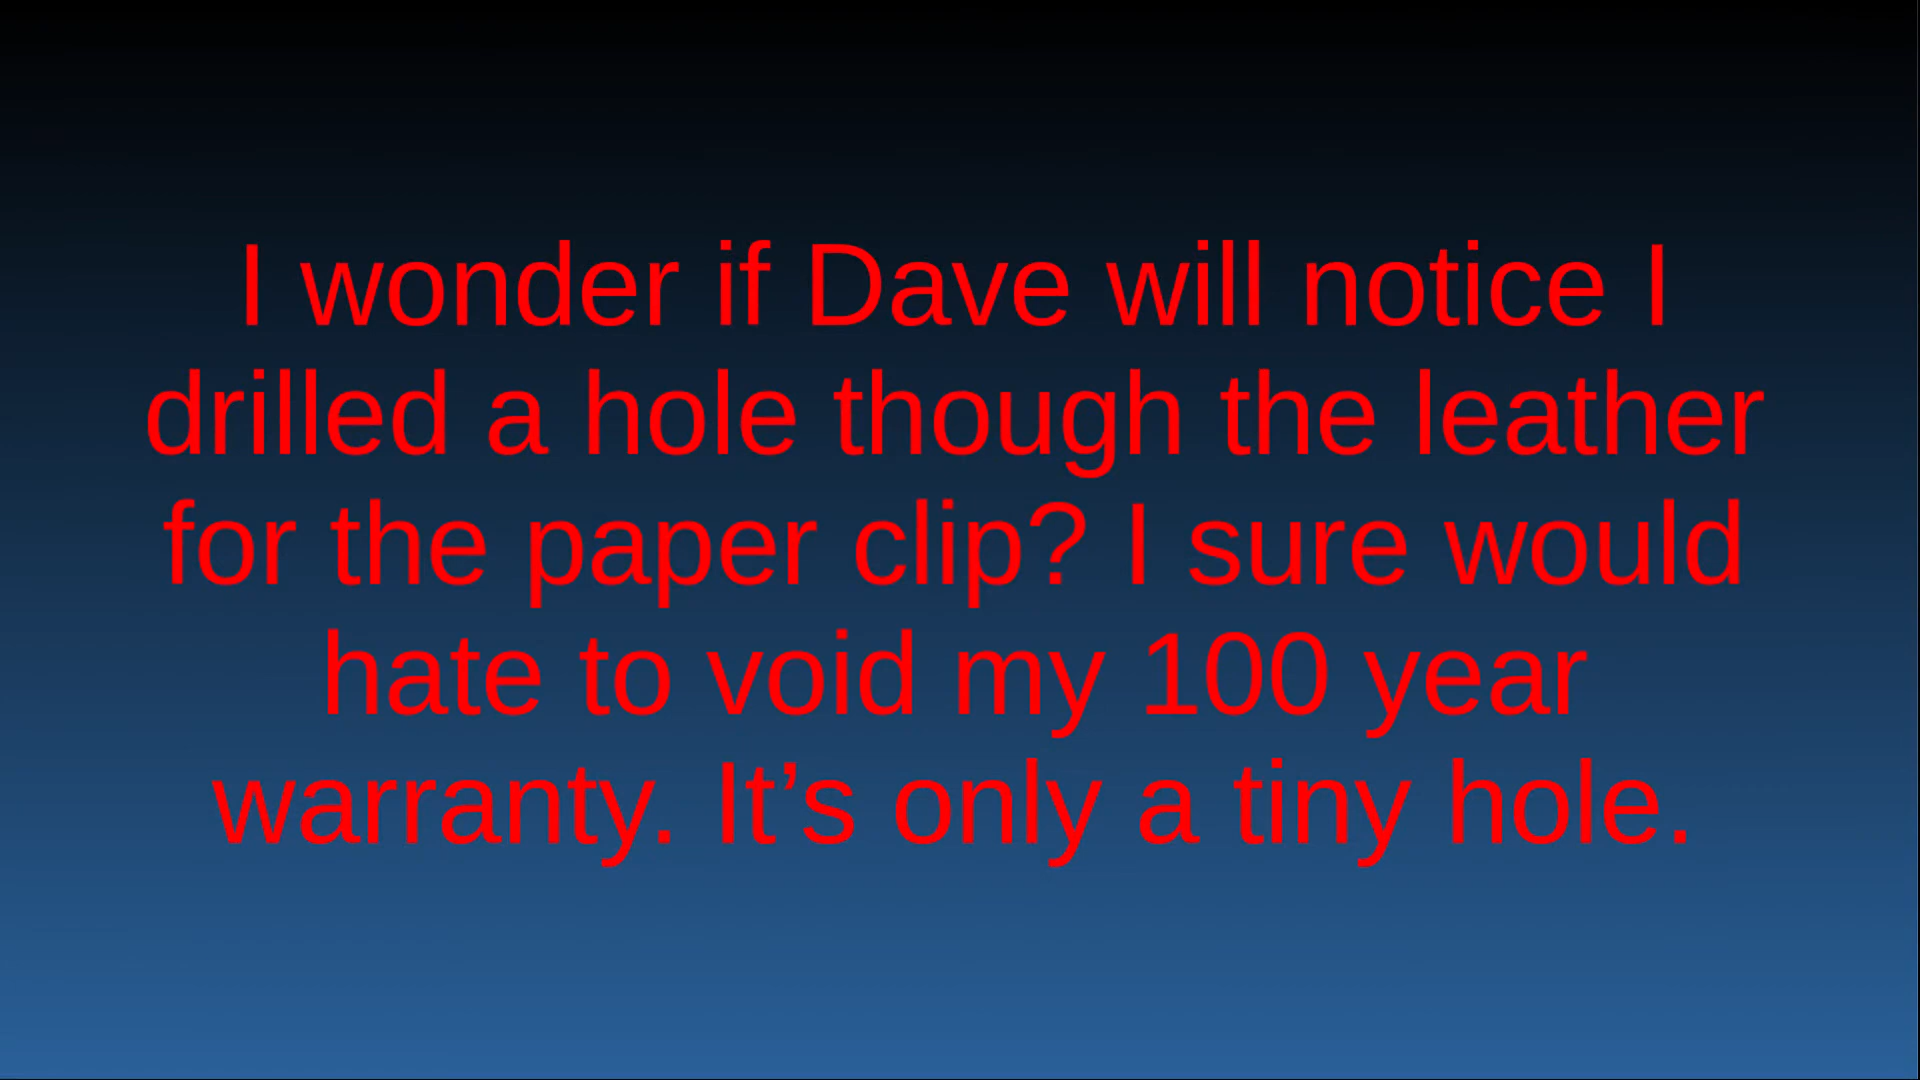 I wonder if Dave will notice I
drilled a hole though the leather
for the paper clip? I sure would
hate to void my 100 year
warranty. It’s only a tiny hole.